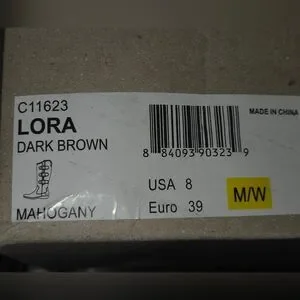 C11623
LORA
DARK BROWN
MAHOGANY
8 84093 90323 9
MADE IN CHINA
USA 8
Euro 39
M/W